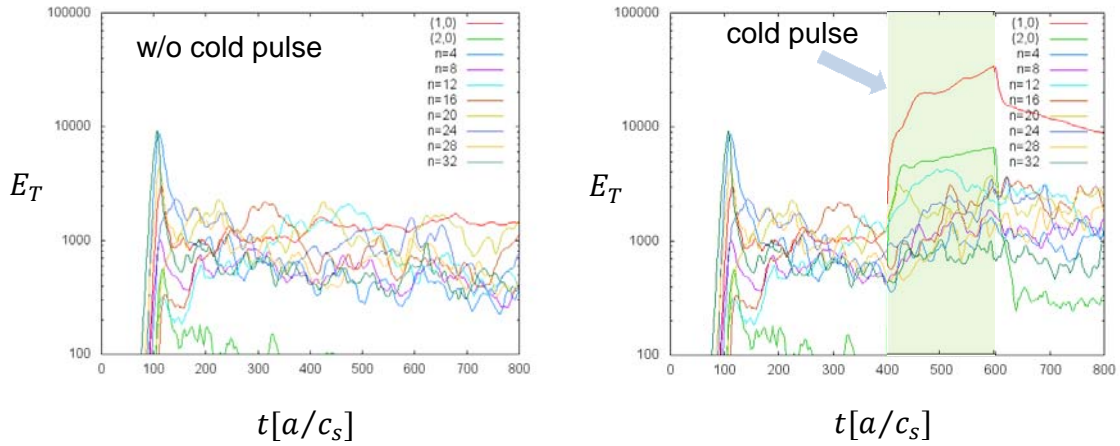 100000
10000
1000
100
E_T
w/o cold pulse
(1,0)
(2,0)
n=4
n=8
n=12
n=16
n=20
n=24
n=28
n=32
0 100 200 300 400 500 600 700 800
t[a/c_s]
100000
10000
1000
100
E_T
cold pulse
(1,0)
(2,0)
n=4
n=8
n=12
n=16
n=20
n=24
n=28
n=32
0 100 200 300 400 500 600 700 800
t[a/c_s]